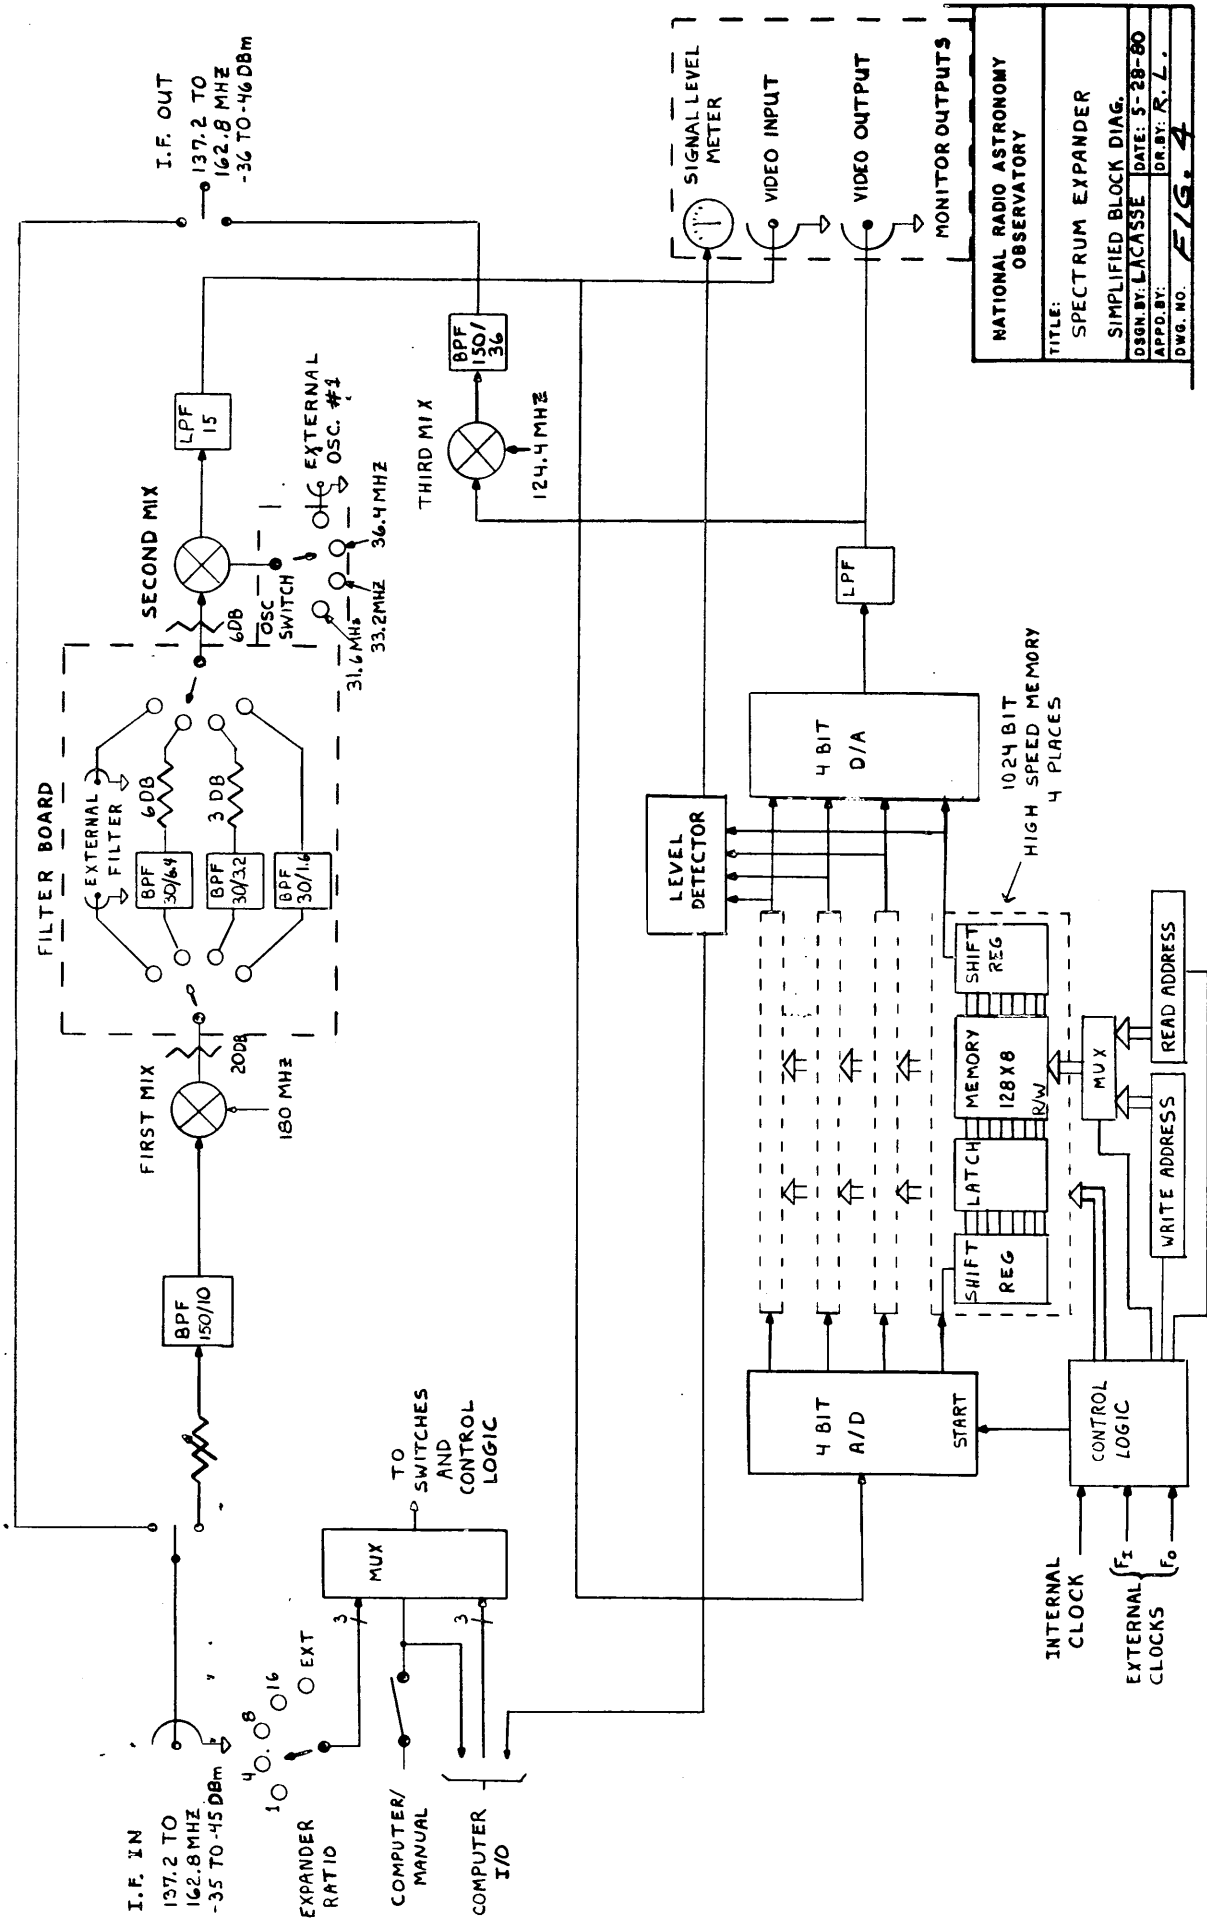 I.F. IN
137.2 TO
162.8 MHZ
-35 TO -45 DBm
I.F. OUT
137.2 TO
162.8 MHZ
-36 TO -46 DBm
BPF
150/10
FIRST MIX
180 MHZ
20DB
FILTER BOARD
EXTERNAL
FILTER
BPF
30/6.4
6DB
BPF
30/3.2
3 DB
BPF
30/1.6
6DB
SECOND MIX
OSC
SWITCH
31.6 MHz
33.2MHZ
36.4 MHZ
EXTERNAL
OSC. #1
LPF
15
THIRD MIX
124.4 MHZ
BPF
150/
36
SIGNAL LEVEL
METER
VIDEO INPUT
VIDEO OUTPUT
MONITOR OUTPUTS
1
4
8
16
EXT
EXPANDER
RATIO
COMPUTER/
MANUAL
COMPUTER
I/O
3
3
MUX
TO
SWITCHES
AND
CONTROL
LOGIC
LEVEL
DETECTOR
4 BIT
A/D
START
4 BIT
D/A
LPF
SHIFT
REG
LATCH
MEMORY
128X8
R/W
SHIFT
REG
1024 BIT
HIGH SPEED MEMORY
4 PLACES
MUX
WRITE ADDRESS
READ ADDRESS
CONTROL
LOGIC
INTERNAL
CLOCK
EXTERNAL
CLOCKS
FI
FO
NATIONAL RADIO ASTRONOMY
OBSERVATORY
TITLE:
SPECTRUM EXPANDER
SIMPLIFIED BLOCK DIAG.
DSGN. BY: LACASSE
DATE: 5-28-80
APPD. BY:
DR. BY: R. L.
DWG. NO. FIG. 4